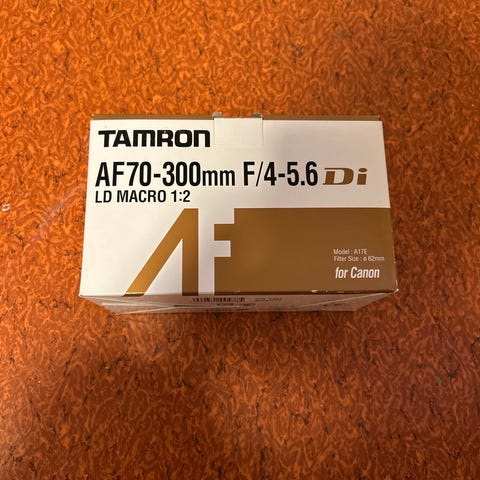 TAMRON
AF70-300mm F/4-5.6 Di
LD MACRO 1:2
AF
Model : A17E
Filter Size : ø 62mm
for Canon